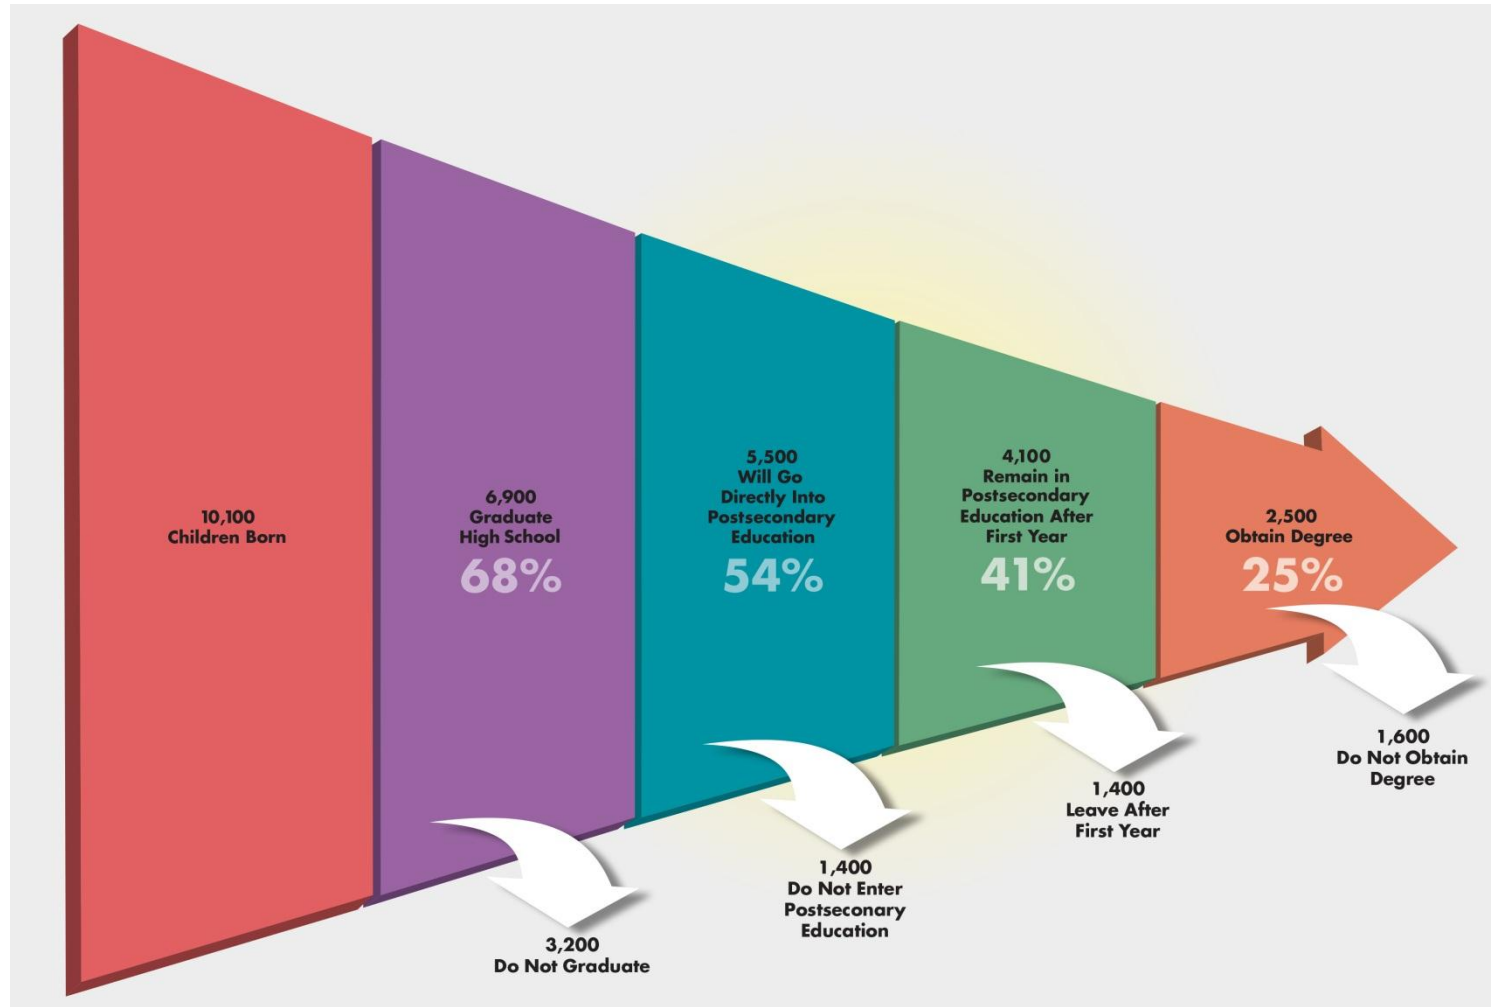 10,100
Children Born
6,900
Graduate
High School
68%
5,500
Will Go
Directly Into
Postsecondary
Education
54%
4,100
Remain in
Postsecondary
Education After
First Year
41%
2,500
Obtain Degree
25%
3,200
Do Not Graduate
1,400
Do Not Enter
Postseconary
Education
1,400
Leave After
First Year
1,600
Do Not Obtain
Degree